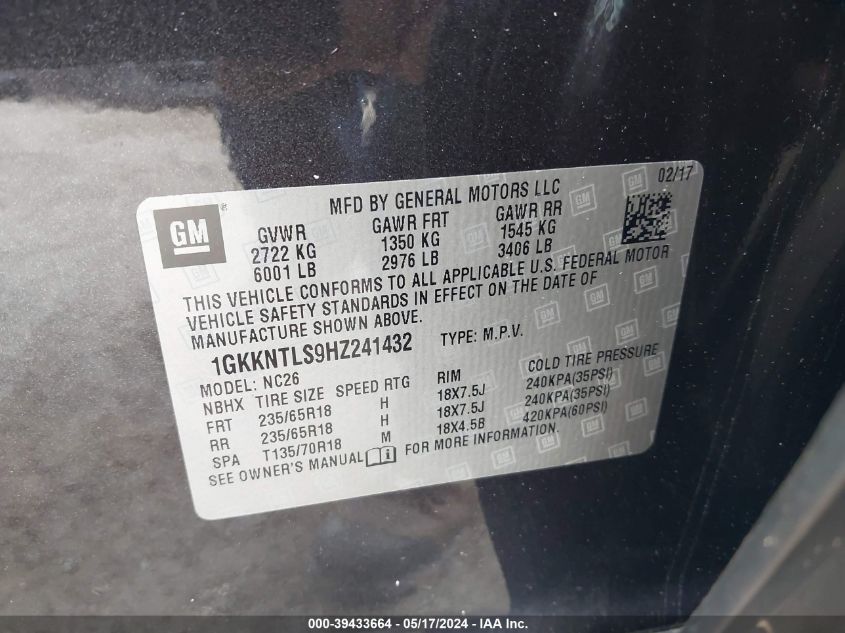 MFD BY GENERAL MOTORS LLC 02/17
GM
GVWR GAWR FRT GAWR RR
2722 KG 1350 KG 1545 KG
6001 LB 2976 LB 3406 LB
THIS VEHICLE CONFORMS TO ALL APPLICABLE U.S. FEDERAL MOTOR
VEHICLE SAFETY STANDARDS IN EFFECT ON THE DATE OF
MANUFACTURE SHOWN ABOVE.
1GKKNTLS9HZ241432 TYPE: M.P.V.
MODEL: NC26
NBHX TIRE SIZE SPEED RTG RIM COLD TIRE PRESSURE
FRT 235/65R18 H 18X7.5J 240KPA(35PSI)
RR 235/65R18 H 18X7.5J 240KPA(35PSI)
SPA T135/70R18 M 18X4.5B 420KPA(60PSI)
SEE OWNER'S MANUAL FOR MORE INFORMATION.
000-39433664 - 05/17/2024 - www.iaai.com